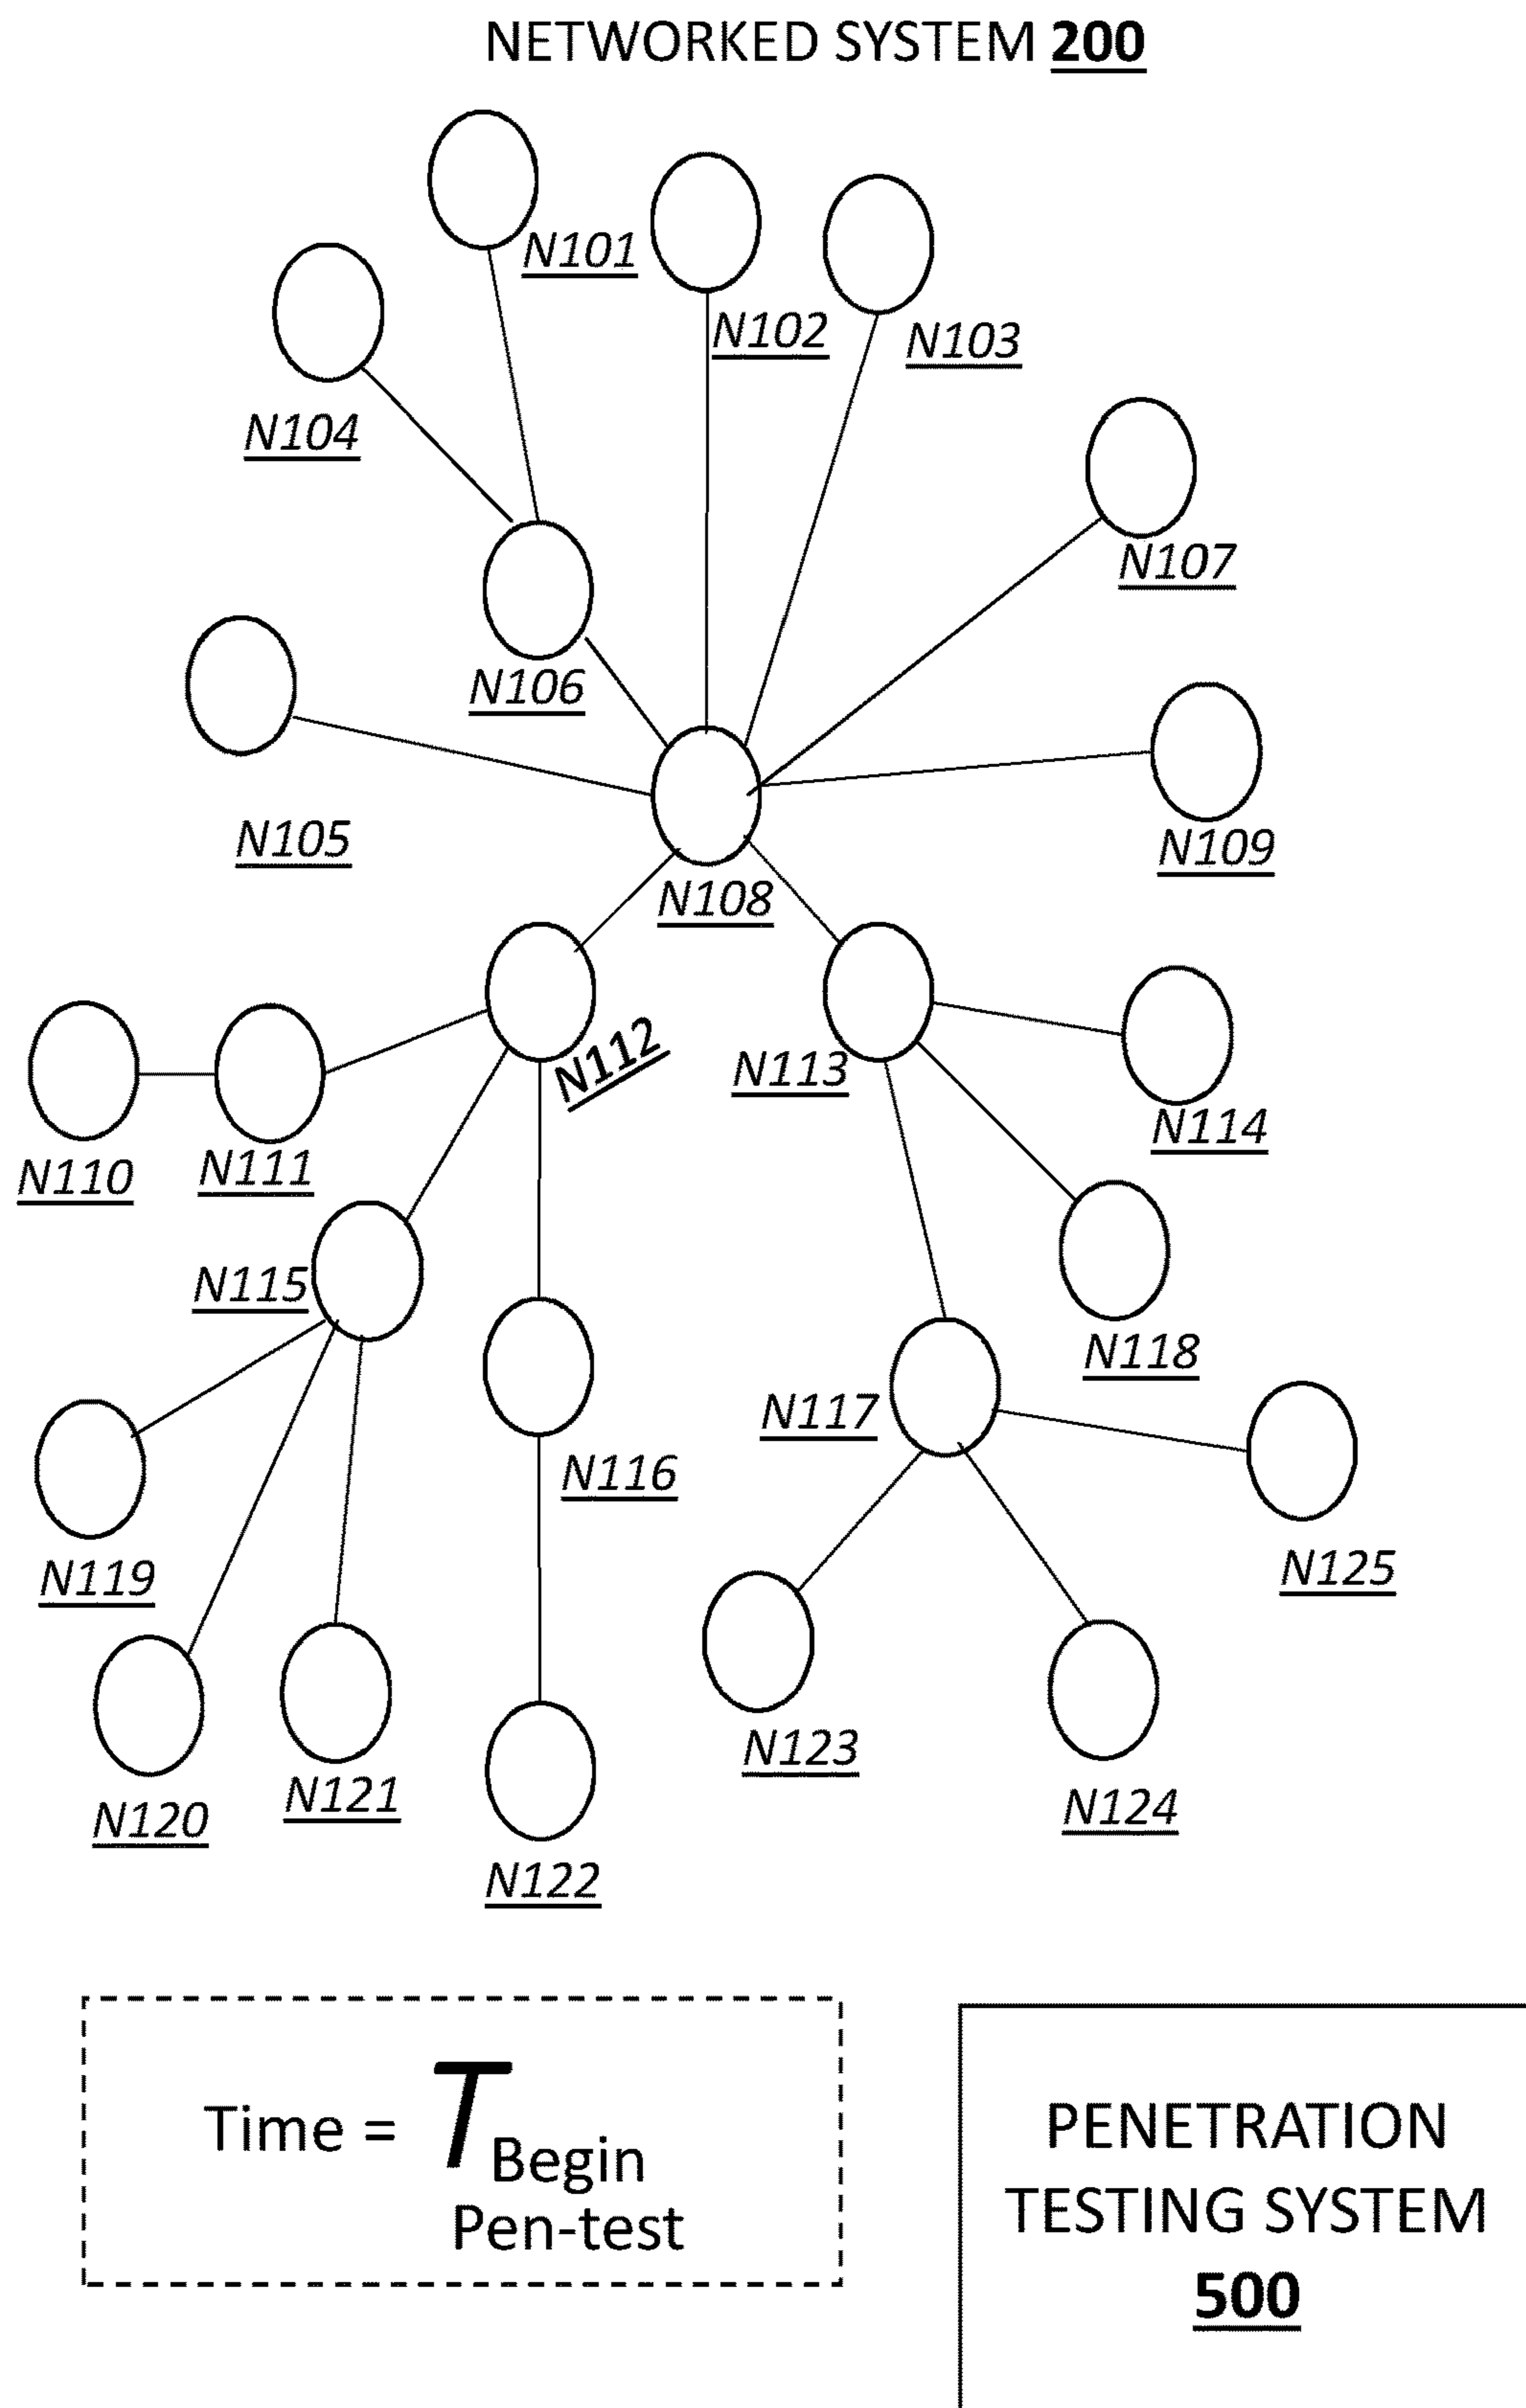 NETWORKED SYSTEM 200
N101
N102
N103
N104
N107
N106
N105
N109
N108
N112
N113
N114
N110
N111
N115
N118
N117
N116
N119
N125
N123
N121
N124
N120
N122
Time = T Begin
Pen-test
PENETRATION
TESTING SYSTEM
500